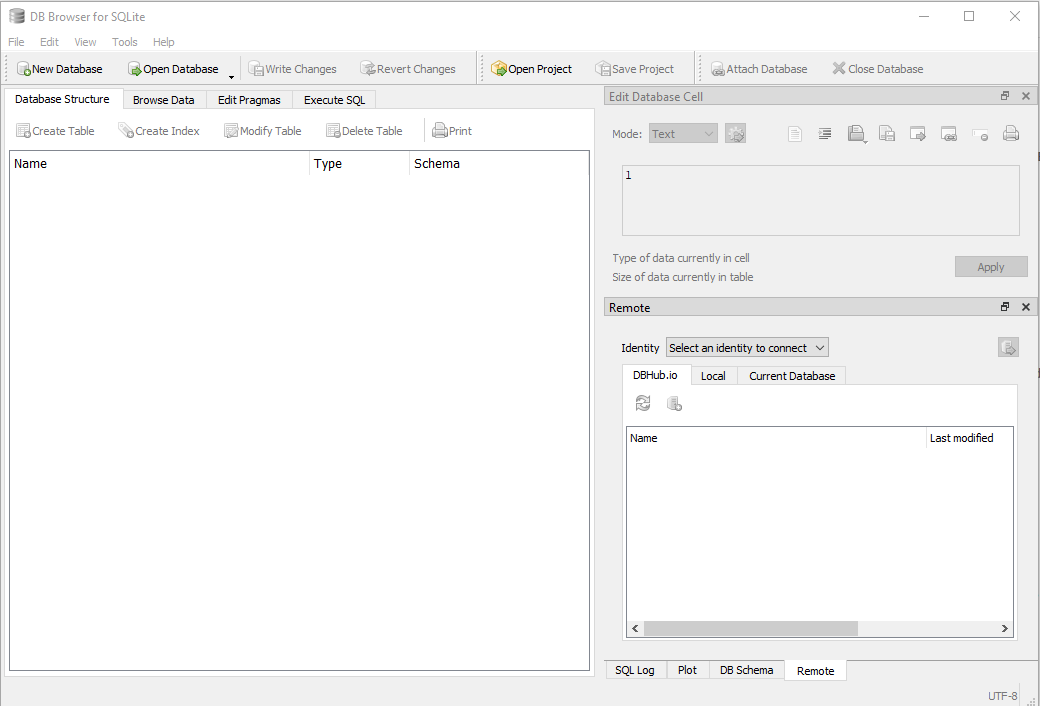 DB Browser for SQLite
File Edit View Tools Help
New Database Open Database Write Changes Revert Changes Open Project Save Project Attach Database Close Database
Database Structure Browse Data Edit Pragmas Execute SQL
Create Table Create Index Modify Table Delete Table Print
Name Type Schema
Edit Database Cell
Mode: Text
1
Type of data currently in cell
Size of data currently in table
Apply
Remote
Identity Select an identity to connect
DBHub.io Local Current Database
Name Last modified
SQL Log Plot DB Schema Remote
UTF-8